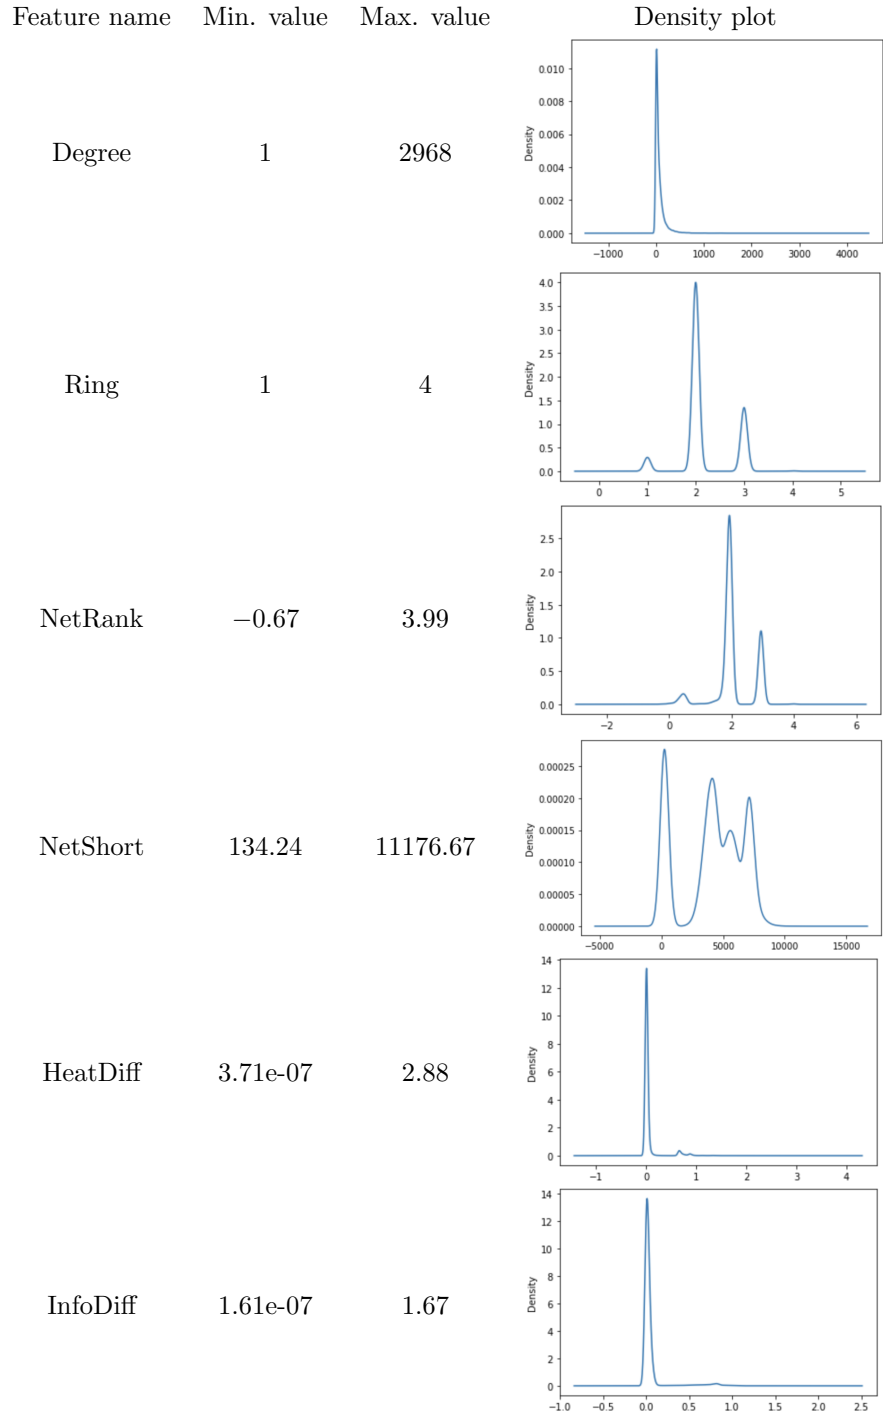 Feature name Min. value Max. value Density plot
Degree 1 2968
Density
0.010
0.008
0.006
0.004
0.002
0.000
−1000 0 1000 2000 3000 4000
Ring 1 4
Density
4.0
3.5
3.0
2.5
2.0
1.5
1.0
0.5
0.0
0 1 2 3 4 5
NetRank −0.67 3.99
Density
2.5
2.0
1.5
1.0
0.5
0.0
−2 0 2 4 6
NetShort 134.24 11176.67
Density
0.00025
0.00020
0.00015
0.00010
0.00005
0.00000
−5000 0 5000 10000 15000
HeatDiff 3.71e-07 2.88
Density
14
12
10
8
6
4
2
0
−1 0 1 2 3 4
InfoDiff 1.61e-07 1.67
Density
14
12
10
8
6
4
2
0
−1.0 −0.5 0.0 0.5 1.0 1.5 2.0 2.5